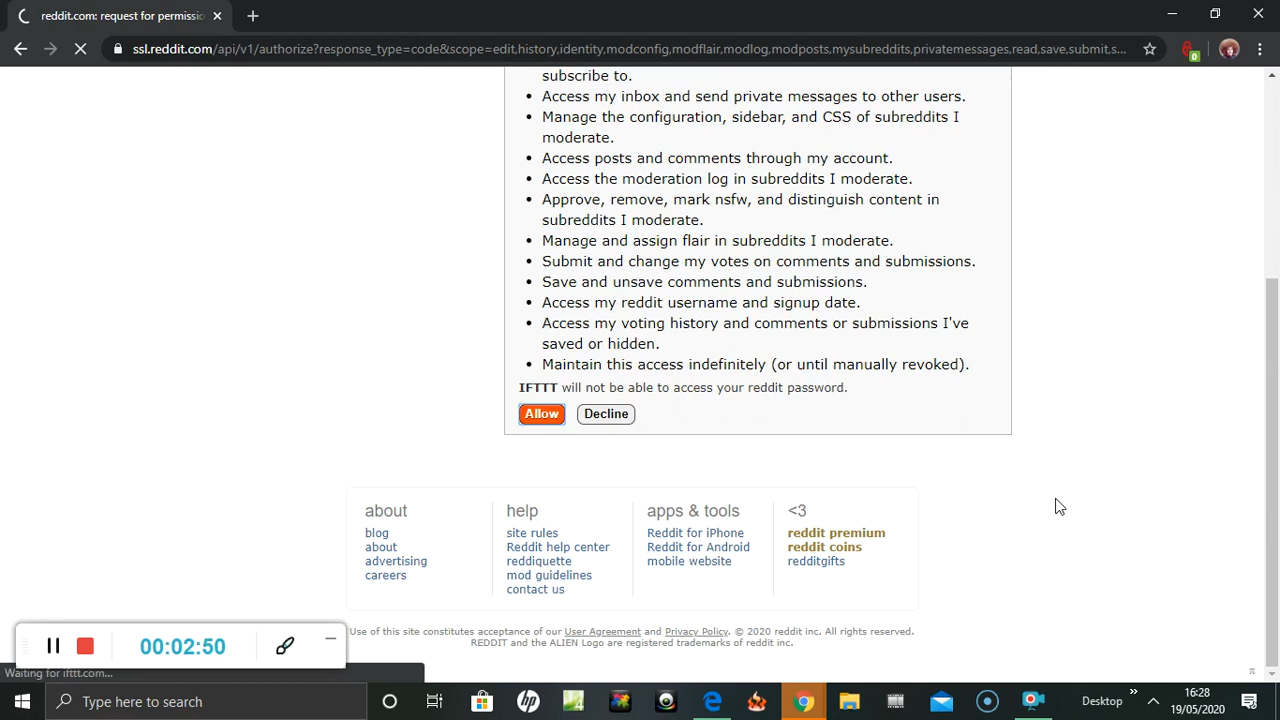 reddit.com: request for permissio
ssl.reddit.com/api/v1/authorize?response_type=code&scope=edit,history,identity,modconfig,modflair,modlog,modposts,mysubreddits,privatemessages,read,save,submit,s...
0
subscribe to.
• Access my inbox and send private messages to other users.
• Manage the configuration, sidebar, and CSS of subreddits I
moderate.
• Access posts and comments through my account.
• Access the moderation log in subreddits I moderate.
• Approve, remove, mark nsfw, and distinguish content in
subreddits I moderate.
• Manage and assign flair in subreddits I moderate.
• Submit and change my votes on comments and submissions.
• Save and unsave comments and submissions.
• Access my reddit username and signup date.
• Access my voting history and comments or submissions I've
saved or hidden.
• Maintain this access indefinitely (or until manually revoked).
IFTTT will not be able to access your reddit password.
Allow Decline
about
blog
about
advertising
careers
help
site rules
Reddit help center
reddiquette
mod guidelines
contact us
apps & tools
Reddit for iPhone
Reddit for Android
mobile website
<3
reddit premium
reddit coins
redditgifts
Use of this site constitutes acceptance of our User Agreement and Privacy Policy. © 2020 reddit inc. All rights reserved.
REDDIT and the ALIEN Logo are registered trademarks of reddit inc.
π
00:02:50
Waiting for ifttt.com...
Type here to search
hp
4
Desktop
16:28
19/05/2020